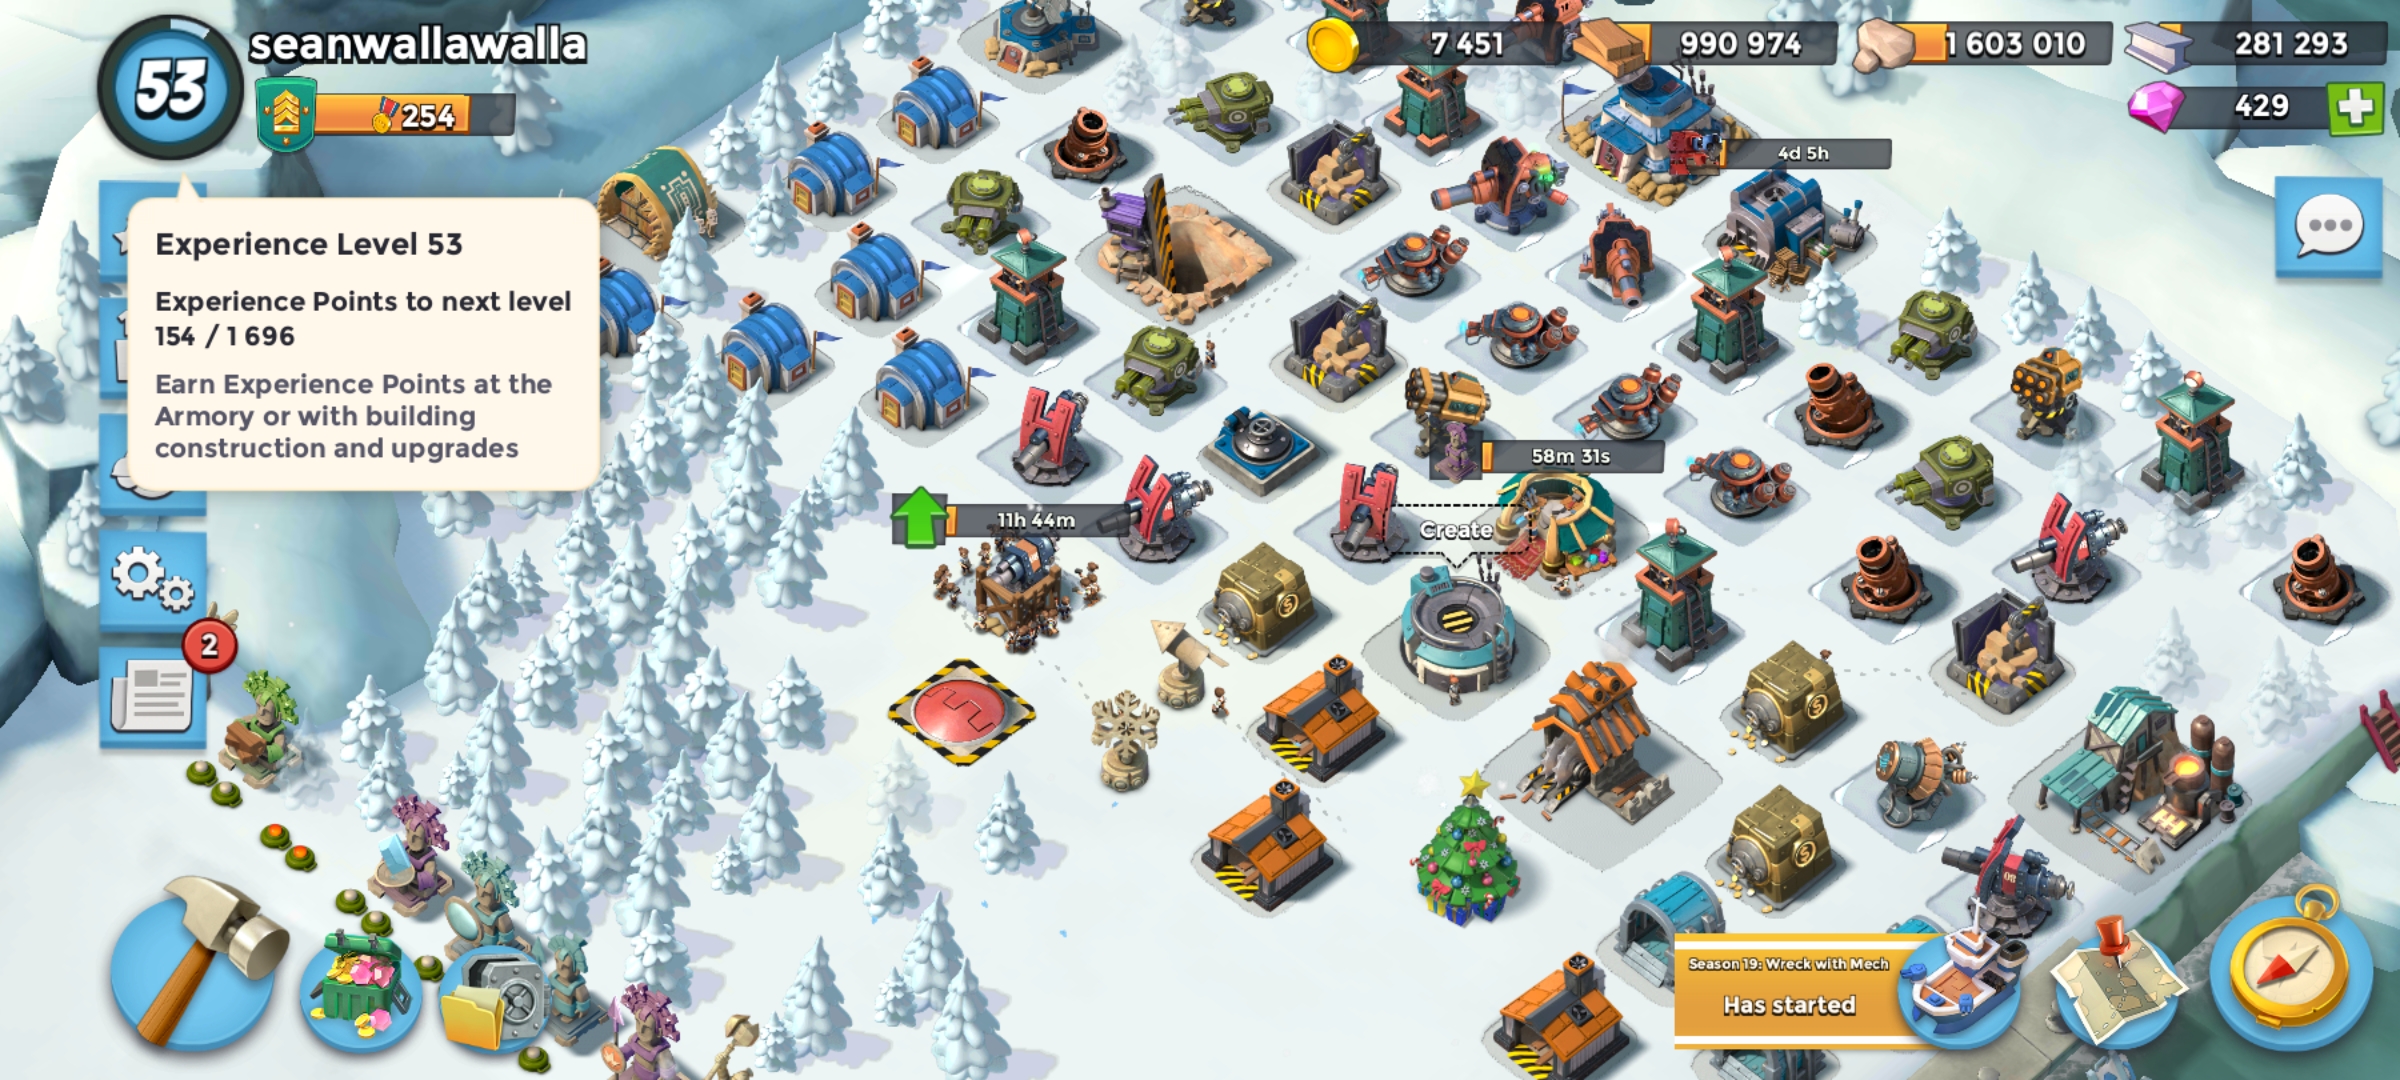 53
seanwallawalla
254
7 451
990 974
1 603 010
281 293
429
4d 5h
Experience Level 53
Experience Points to next level
154 / 1 696
Earn Experience Points at the
Armory or with building
construction and upgrades
58m 31s
11h 44m
Create
2
Season 19: Wreck with Mech
Has started